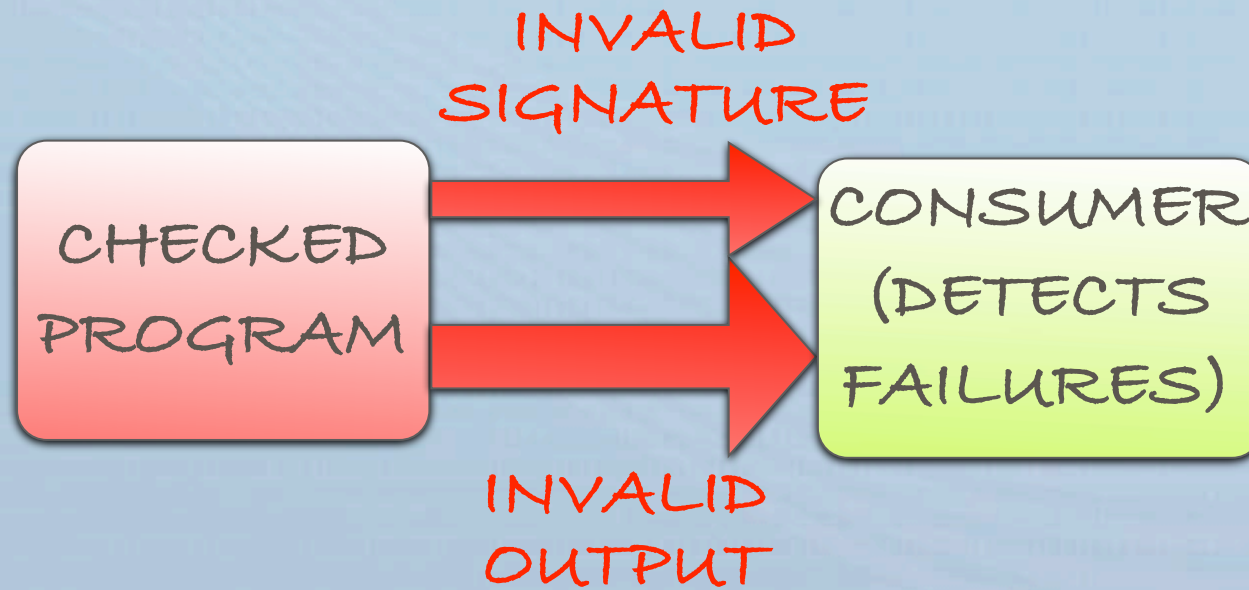 INVALID
SIGNATURE
CHECKED
PROGRAM
CONSUMER
(DETECTS
FAILURES)
INVALID
OUTPUT